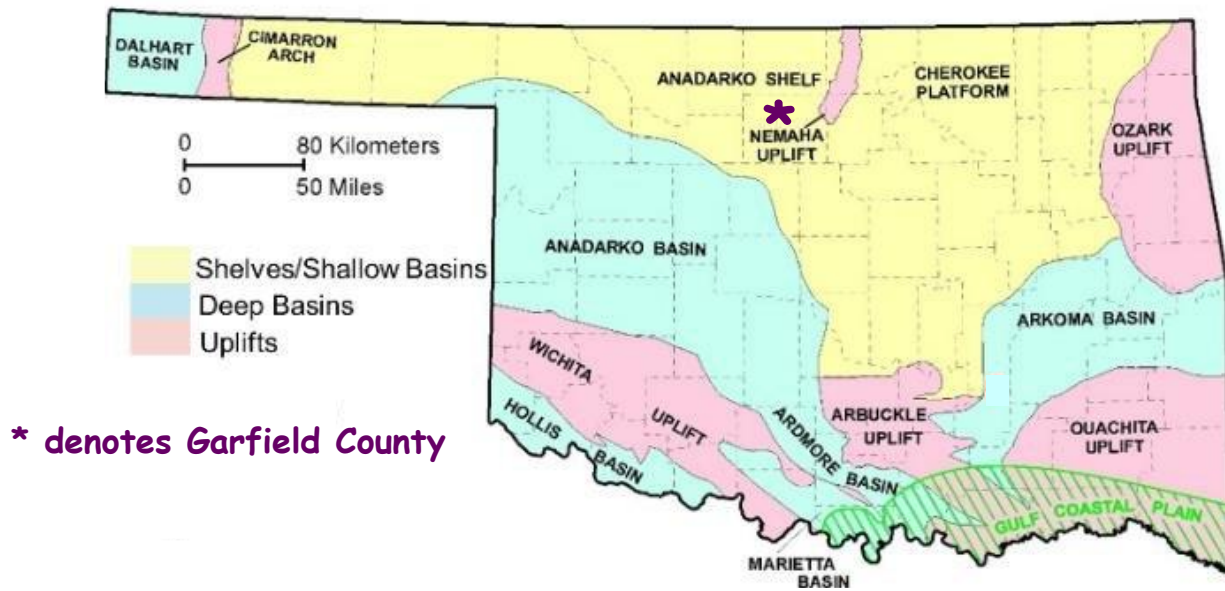 DALHART
BASIN
CIMARRON
ARCH
ANADARKO SHELF
CHEROKEE
PLATFORM
*
NEMAHA
UPLIFT
OZARK
UPLIFT
0 80 Kilometers
0 50 Miles
ANADARKO BASIN
Shelves/Shallow Basins
Deep Basins
Uplifts
ARKOMA BASIN
WICHITA
UPLIFT
HOLLIS
BASIN
ARDMORE BASIN
ARBUCKLE
UPLIFT
OUACHITA
UPLIFT
* denotes Garfield County
GULF COASTAL PLAIN
MARIETTA
BASIN